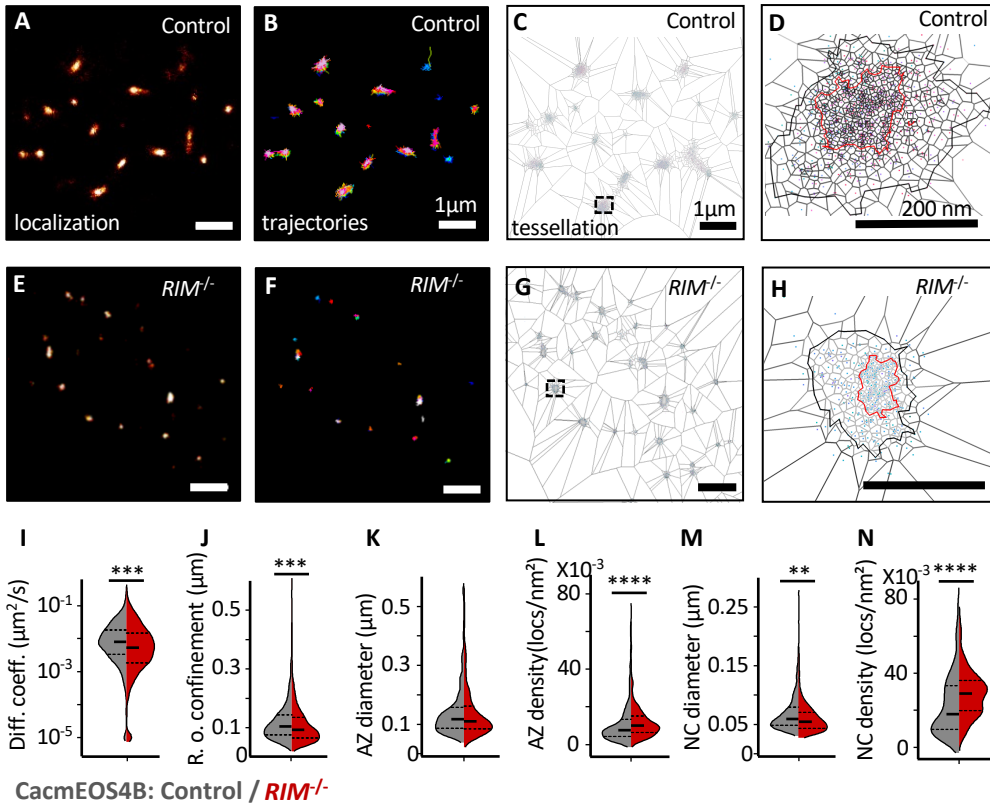 A Control
localization
B Control
trajectories
1µm
C Control
tessellation
1µm
D Control
200 nm
E RIM-/-
F RIM-/-
G RIM-/-
H RIM-/-
I
***
Diff. coeff. (µm²/s)
10-1
10-3
10-5
J
***
R. o. confinement (µm)
0.5
0.3
0.1
0
K
AZ diameter (µm)
0.5
0.3
0.1
0
L
X10-3
****
AZ density(locs/nm²)
80
40
0
M
**
NC diameter (µm)
0.25
0.15
0.05
0
N
X10-3
****
NC density (locs/nm²)
80
40
0
CacmEOS4B: Control / RIM-/-